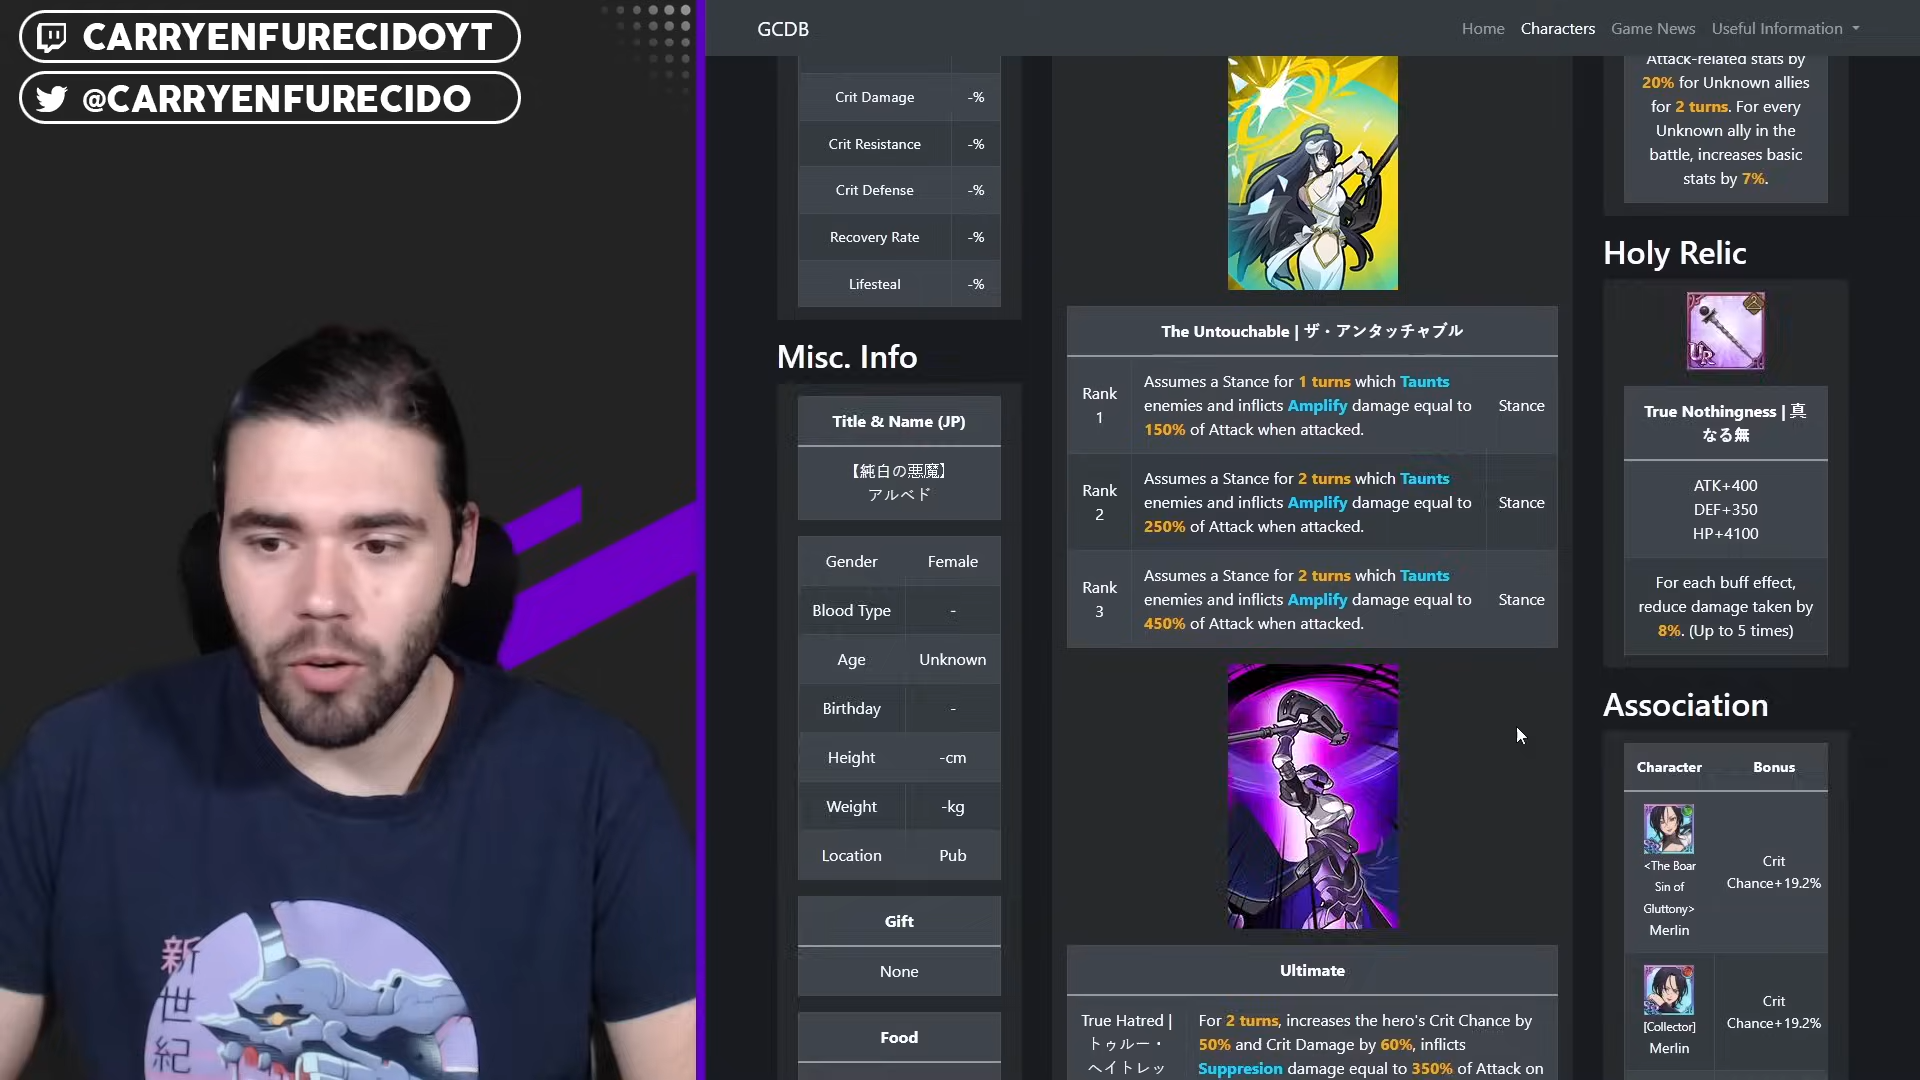 CARRYENFURECIDOYT
@CARRYENFURECIDO
GCDB
Home Characters Game News Useful Information
Crit Damage -%
Crit Resistance -%
Crit Defense -%
Recovery Rate -%
Lifesteal -%
Misc. Info
Title & Name (JP)
【純白の悪魔】
アルベド
Gender Female
Blood Type -
Age Unknown
Birthday -
Height -cm
Weight -kg
Location Pub
Gift
None
Food
The Untouchable | ザ・アンタッチャブル
Rank
1
Assumes a Stance for 1 turns which Taunts
enemies and inflicts Amplify damage equal to
150% of Attack when attacked.
Stance
Rank
2
Assumes a Stance for 2 turns which Taunts
enemies and inflicts Amplify damage equal to
250% of Attack when attacked.
Stance
Rank
3
Assumes a Stance for 2 turns which Taunts
enemies and inflicts Amplify damage equal to
450% of Attack when attacked.
Stance
Ultimate
True Hatred |
トゥルー・
ヘイトレッ
For 2 turns, increases the hero's Crit Chance by
50% and Crit Damage by 60%, inflicts
Suppresion damage equal to 350% of Attack on
Attack-related stats by
20% for Unknown allies
for 2 turns. For every
Unknown ally in the
battle, increases basic
stats by 7%.
Holy Relic
UR
True Nothingness | 真
なる無
ATK+400
DEF+350
HP+4100
For each buff effect,
reduce damage taken by
8%. (Up to 5 times)
Association
Character Bonus
<The Boar
Sin of
Gluttony>
Merlin
Crit
Chance+19.2%
[Collector]
Merlin
Crit
Chance+19.2%
新
世
紀